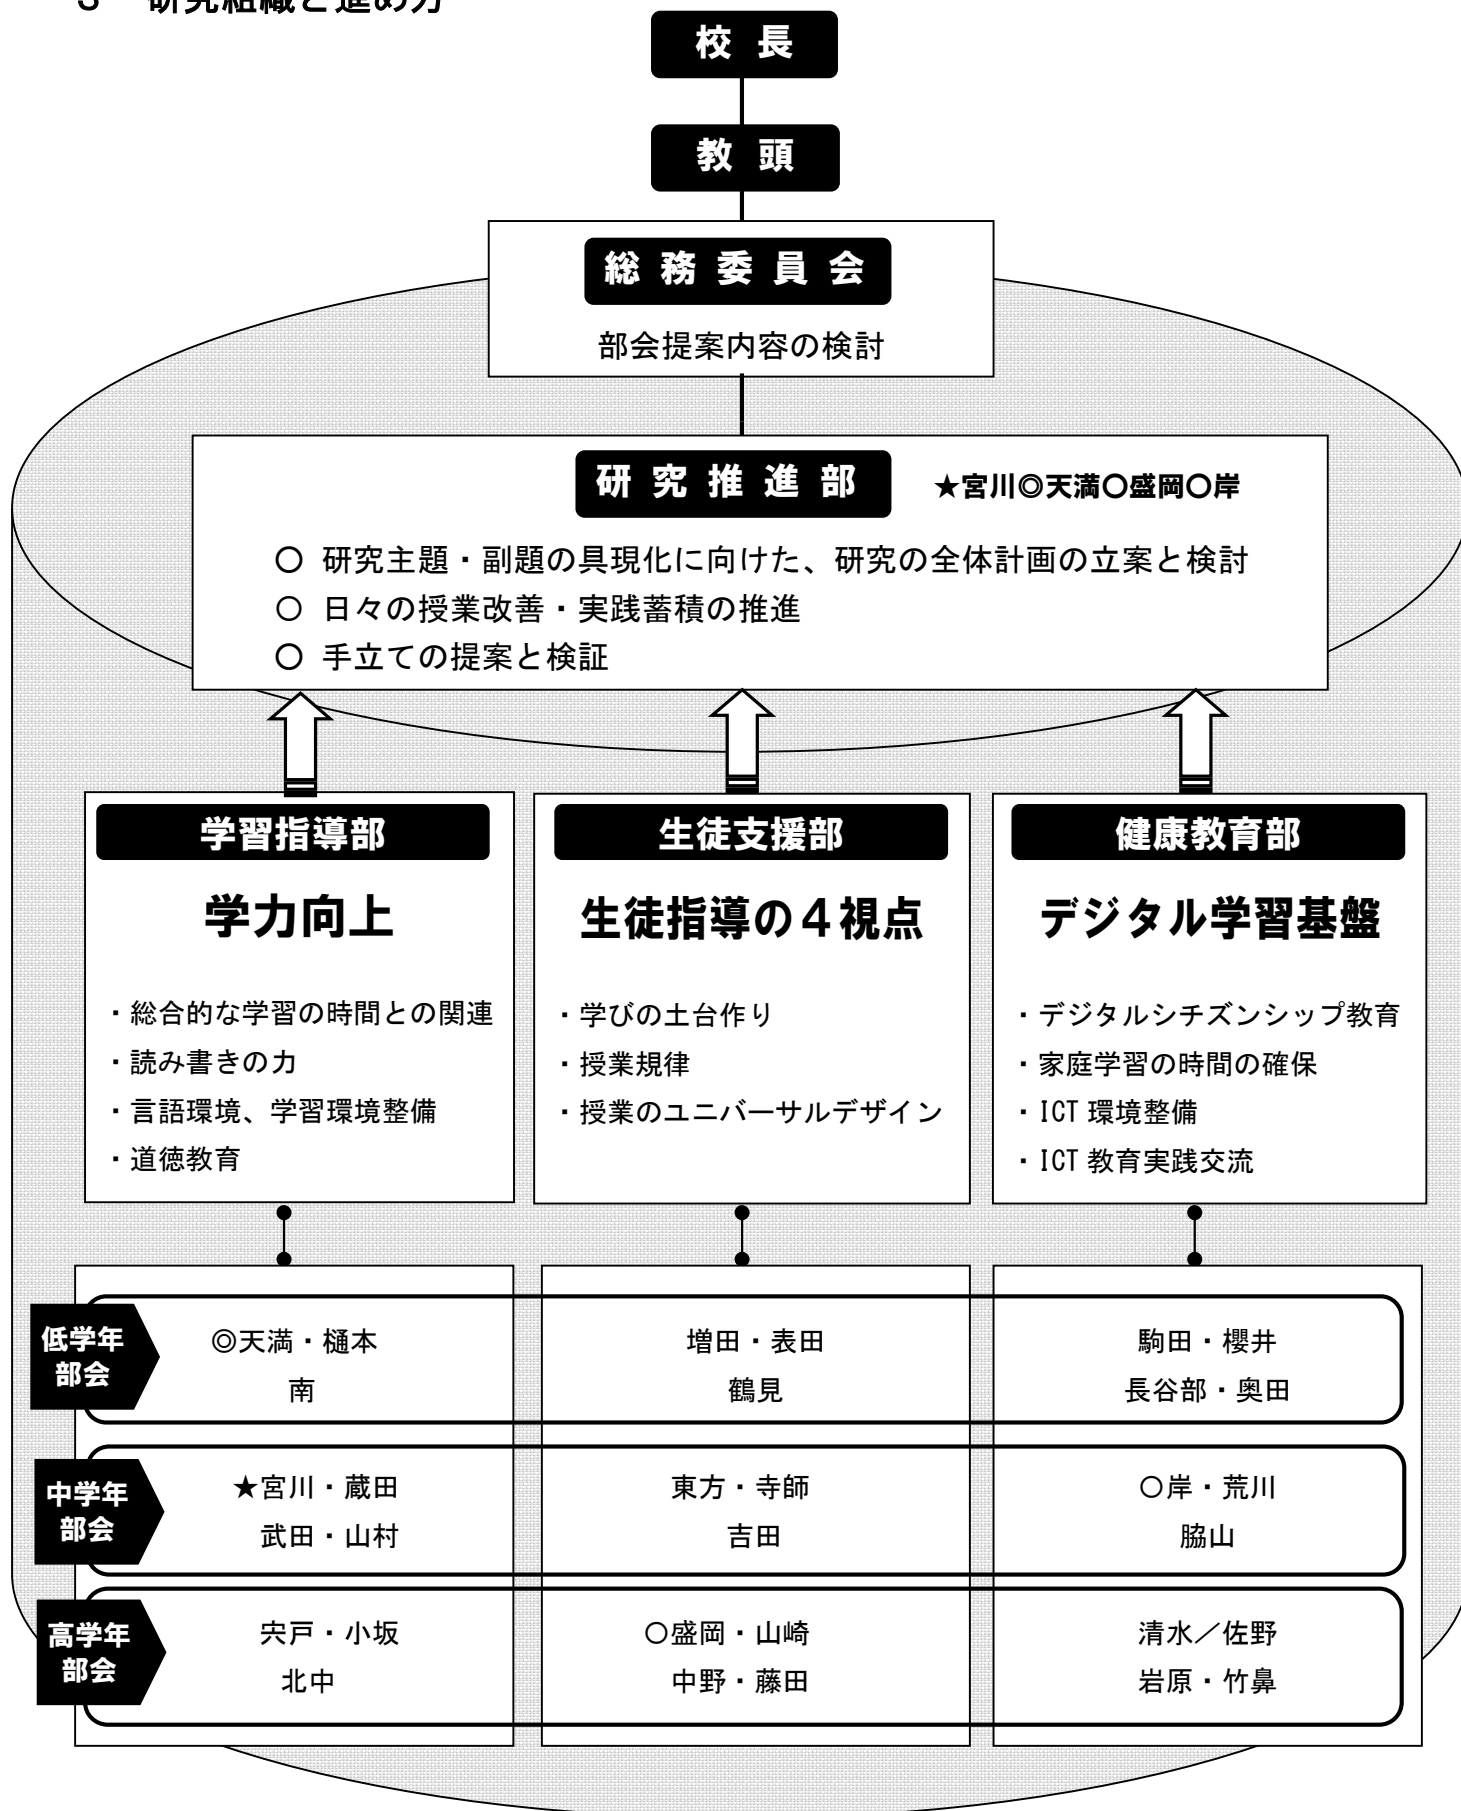 3 研究組織と進め方
校 長
教 頭
総 務 委 員 会
部会提案内容の検討
研 究 推 進 部 ★宮川◎天満〇盛岡〇岸
〇 研究主題・副題の具現化に向けた、研究の全体計画の立案と検討
〇 日々の授業改善・実践蓄積の推進
〇 手立ての提案と検証
学習指導部
学力向上
・総合的な学習の時間との関連
・読み書きの力
・言語環境、学習環境整備
・道徳教育
生徒支援部
生徒指導の4視点
・学びの土台作り
・授業規律
・授業のユニバーサルデザイン
健康教育部
デジタル学習基盤
・デジタルシチズンシップ教育
・家庭学習の時間の確保
・ICT 環境整備
・ICT 教育実践交流
低学年
部会
◎天満・樋本
南
増田・表田
鶴見
駒田・櫻井
長谷部・奥田
中学年
部会
★宮川・蔵田
武田・山村
東方・寺師
吉田
〇岸・荒川
脇山
高学年
部会
宍戸・小坂
北中
〇盛岡・山崎
中野・藤田
清水／佐野
岩原・竹鼻